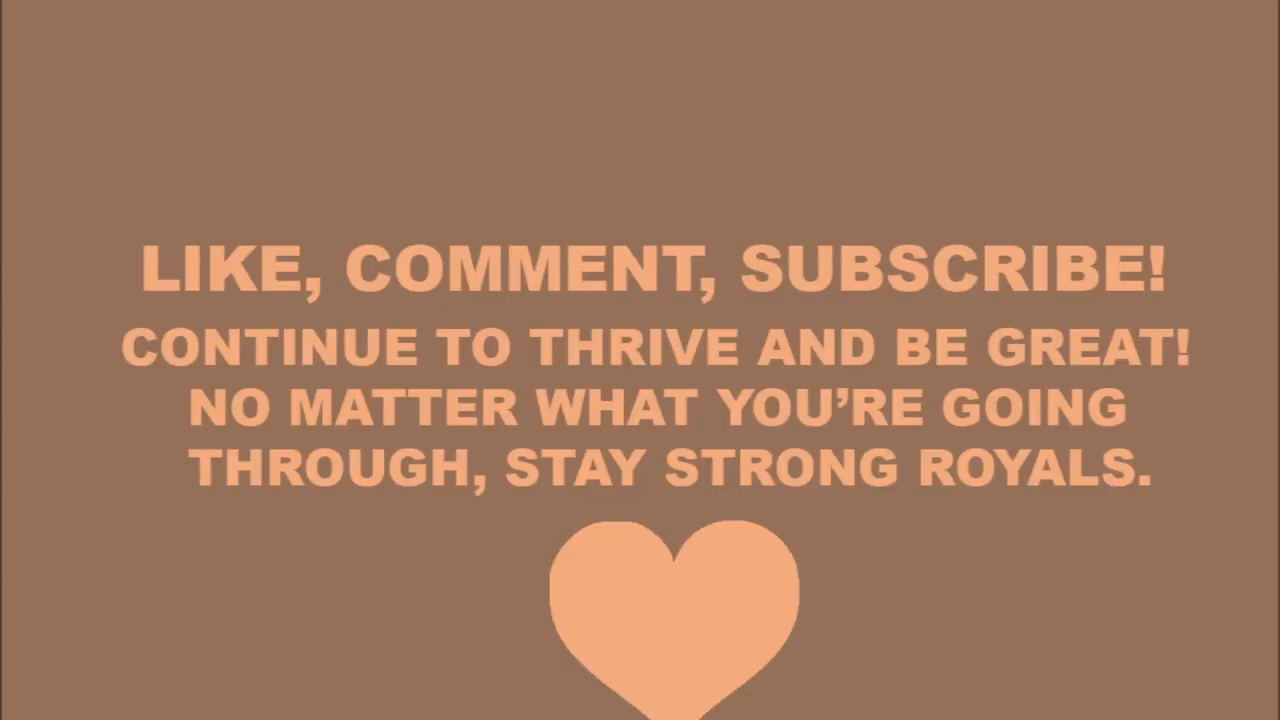 LIKE, COMMENT, SUBSCRIBE!
CONTINUE TO THRIVE AND BE GREAT!
NO MATTER WHAT YOU’RE GOING
THROUGH, STAY STRONG ROYALS.